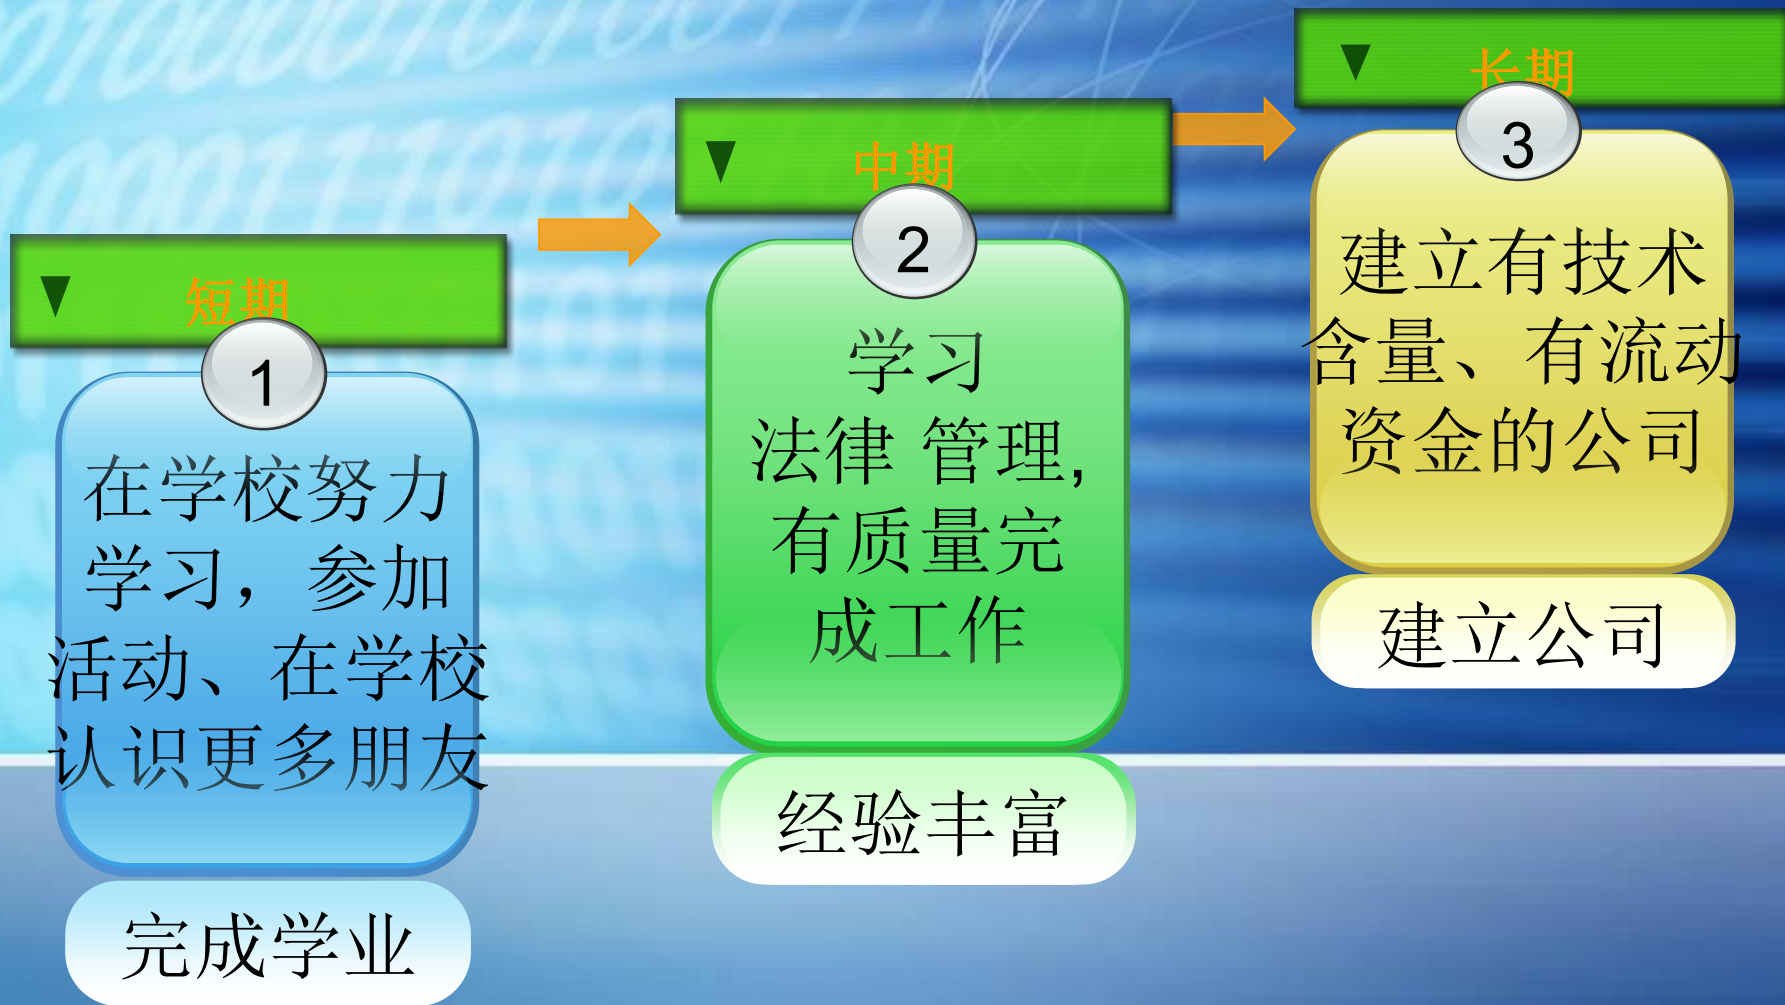 短期
1
在学校努力
学习，参加
活动、在学校
认识更多朋友
完成学业
中期
2
学习
法律 管理,
有质量完
成工作
经验丰富
长期
3
建立有技术
含量、有流动
资金的公司
建立公司